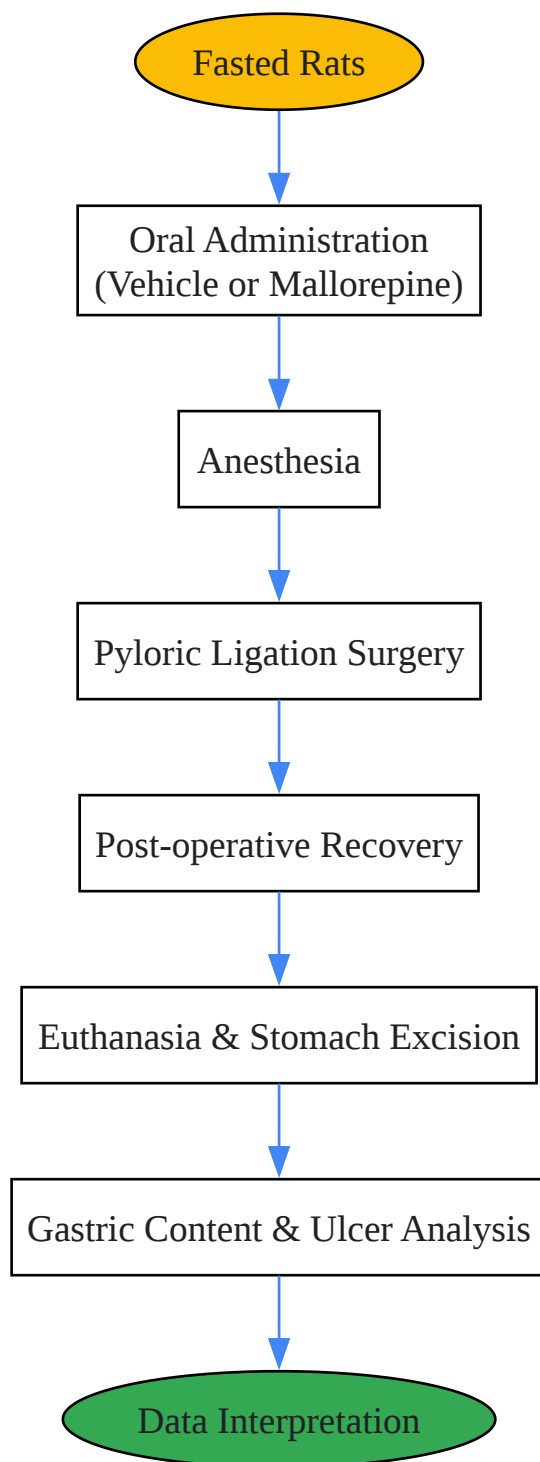 Fasted Rats
Oral Administration
(Vehicle or Mallorepine)
Anesthesia
Pyloric Ligation Surgery
Post-operative Recovery
Euthanasia & Stomach Excision
Gastric Content & Ulcer Analysis
Data Interpretation